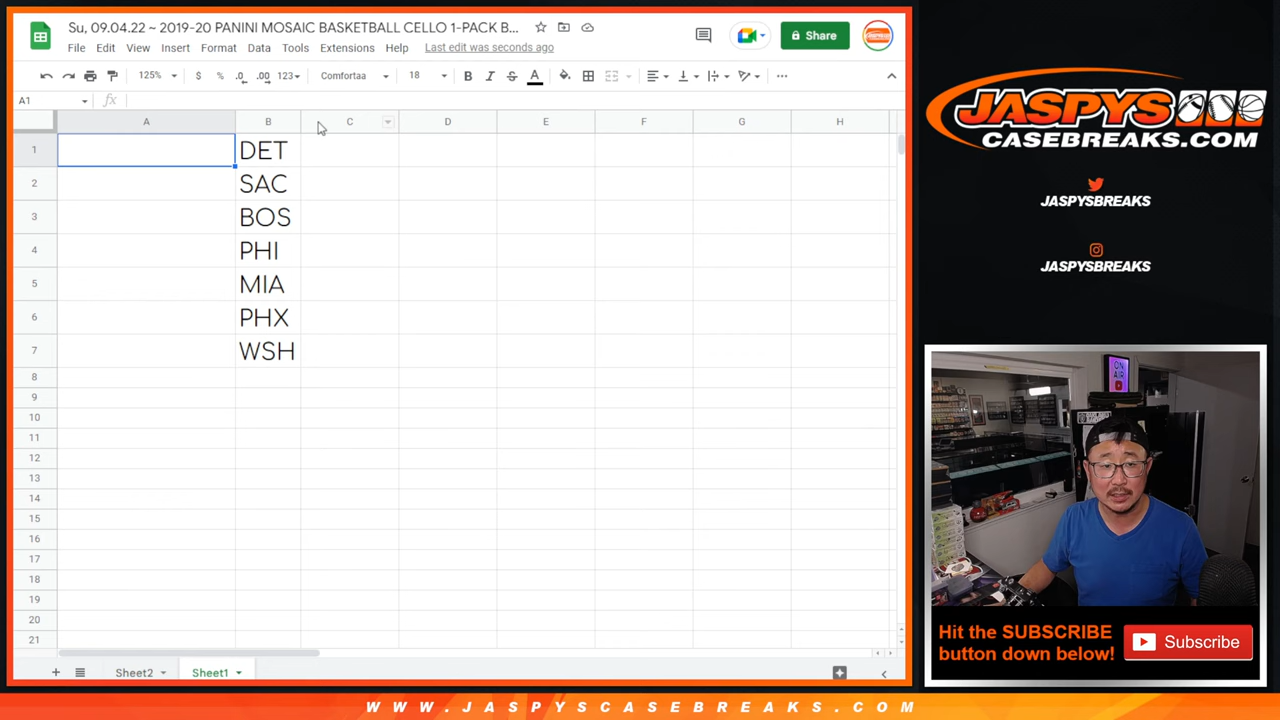 Su, 09.04.22 ~ 2019-20 PANINI MOSAIC BASKETBALL CELLO 1-PACK B...
File Edit View Insert Format Data Tools Extensions Help Last edit was seconds ago
Share
125% $ % .0 .00 123 Comfortaa 18 B I S A
A1 fx
A B C D E F G H
1 DET
2 SAC
3 BOS
4 PHI
5 MIA
6 PHX
7 WSH
8
9
10
11
12
13
14
15
16
17
18
19
20
21
Sheet2 Sheet1
JASPYS
CASEBREAKS.COM
JASPYSBREAKS
JASPYSBREAKS
ON
AIR
Hit the SUBSCRIBE
button down below!
Subscribe
WWW.JASPYSCASEBREAKS.COM